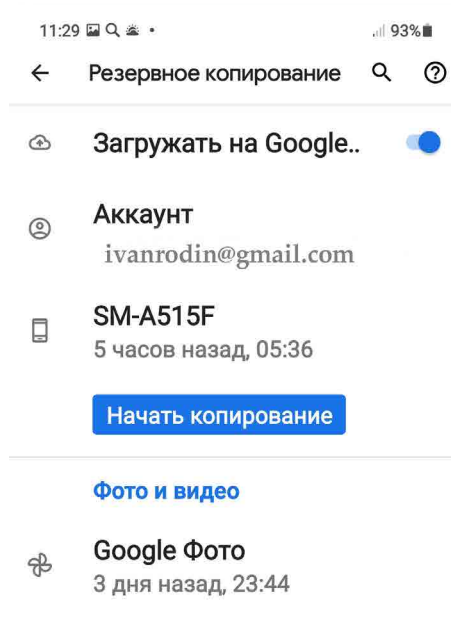 11:29 93%
Резервное копирование
Загружать на Google..
Аккаунт
ivanrodin@gmail.com
SM-A515F
5 часов назад, 05:36
Начать копирование
Фото и видео
Google Фото
3 дня назад, 23:44